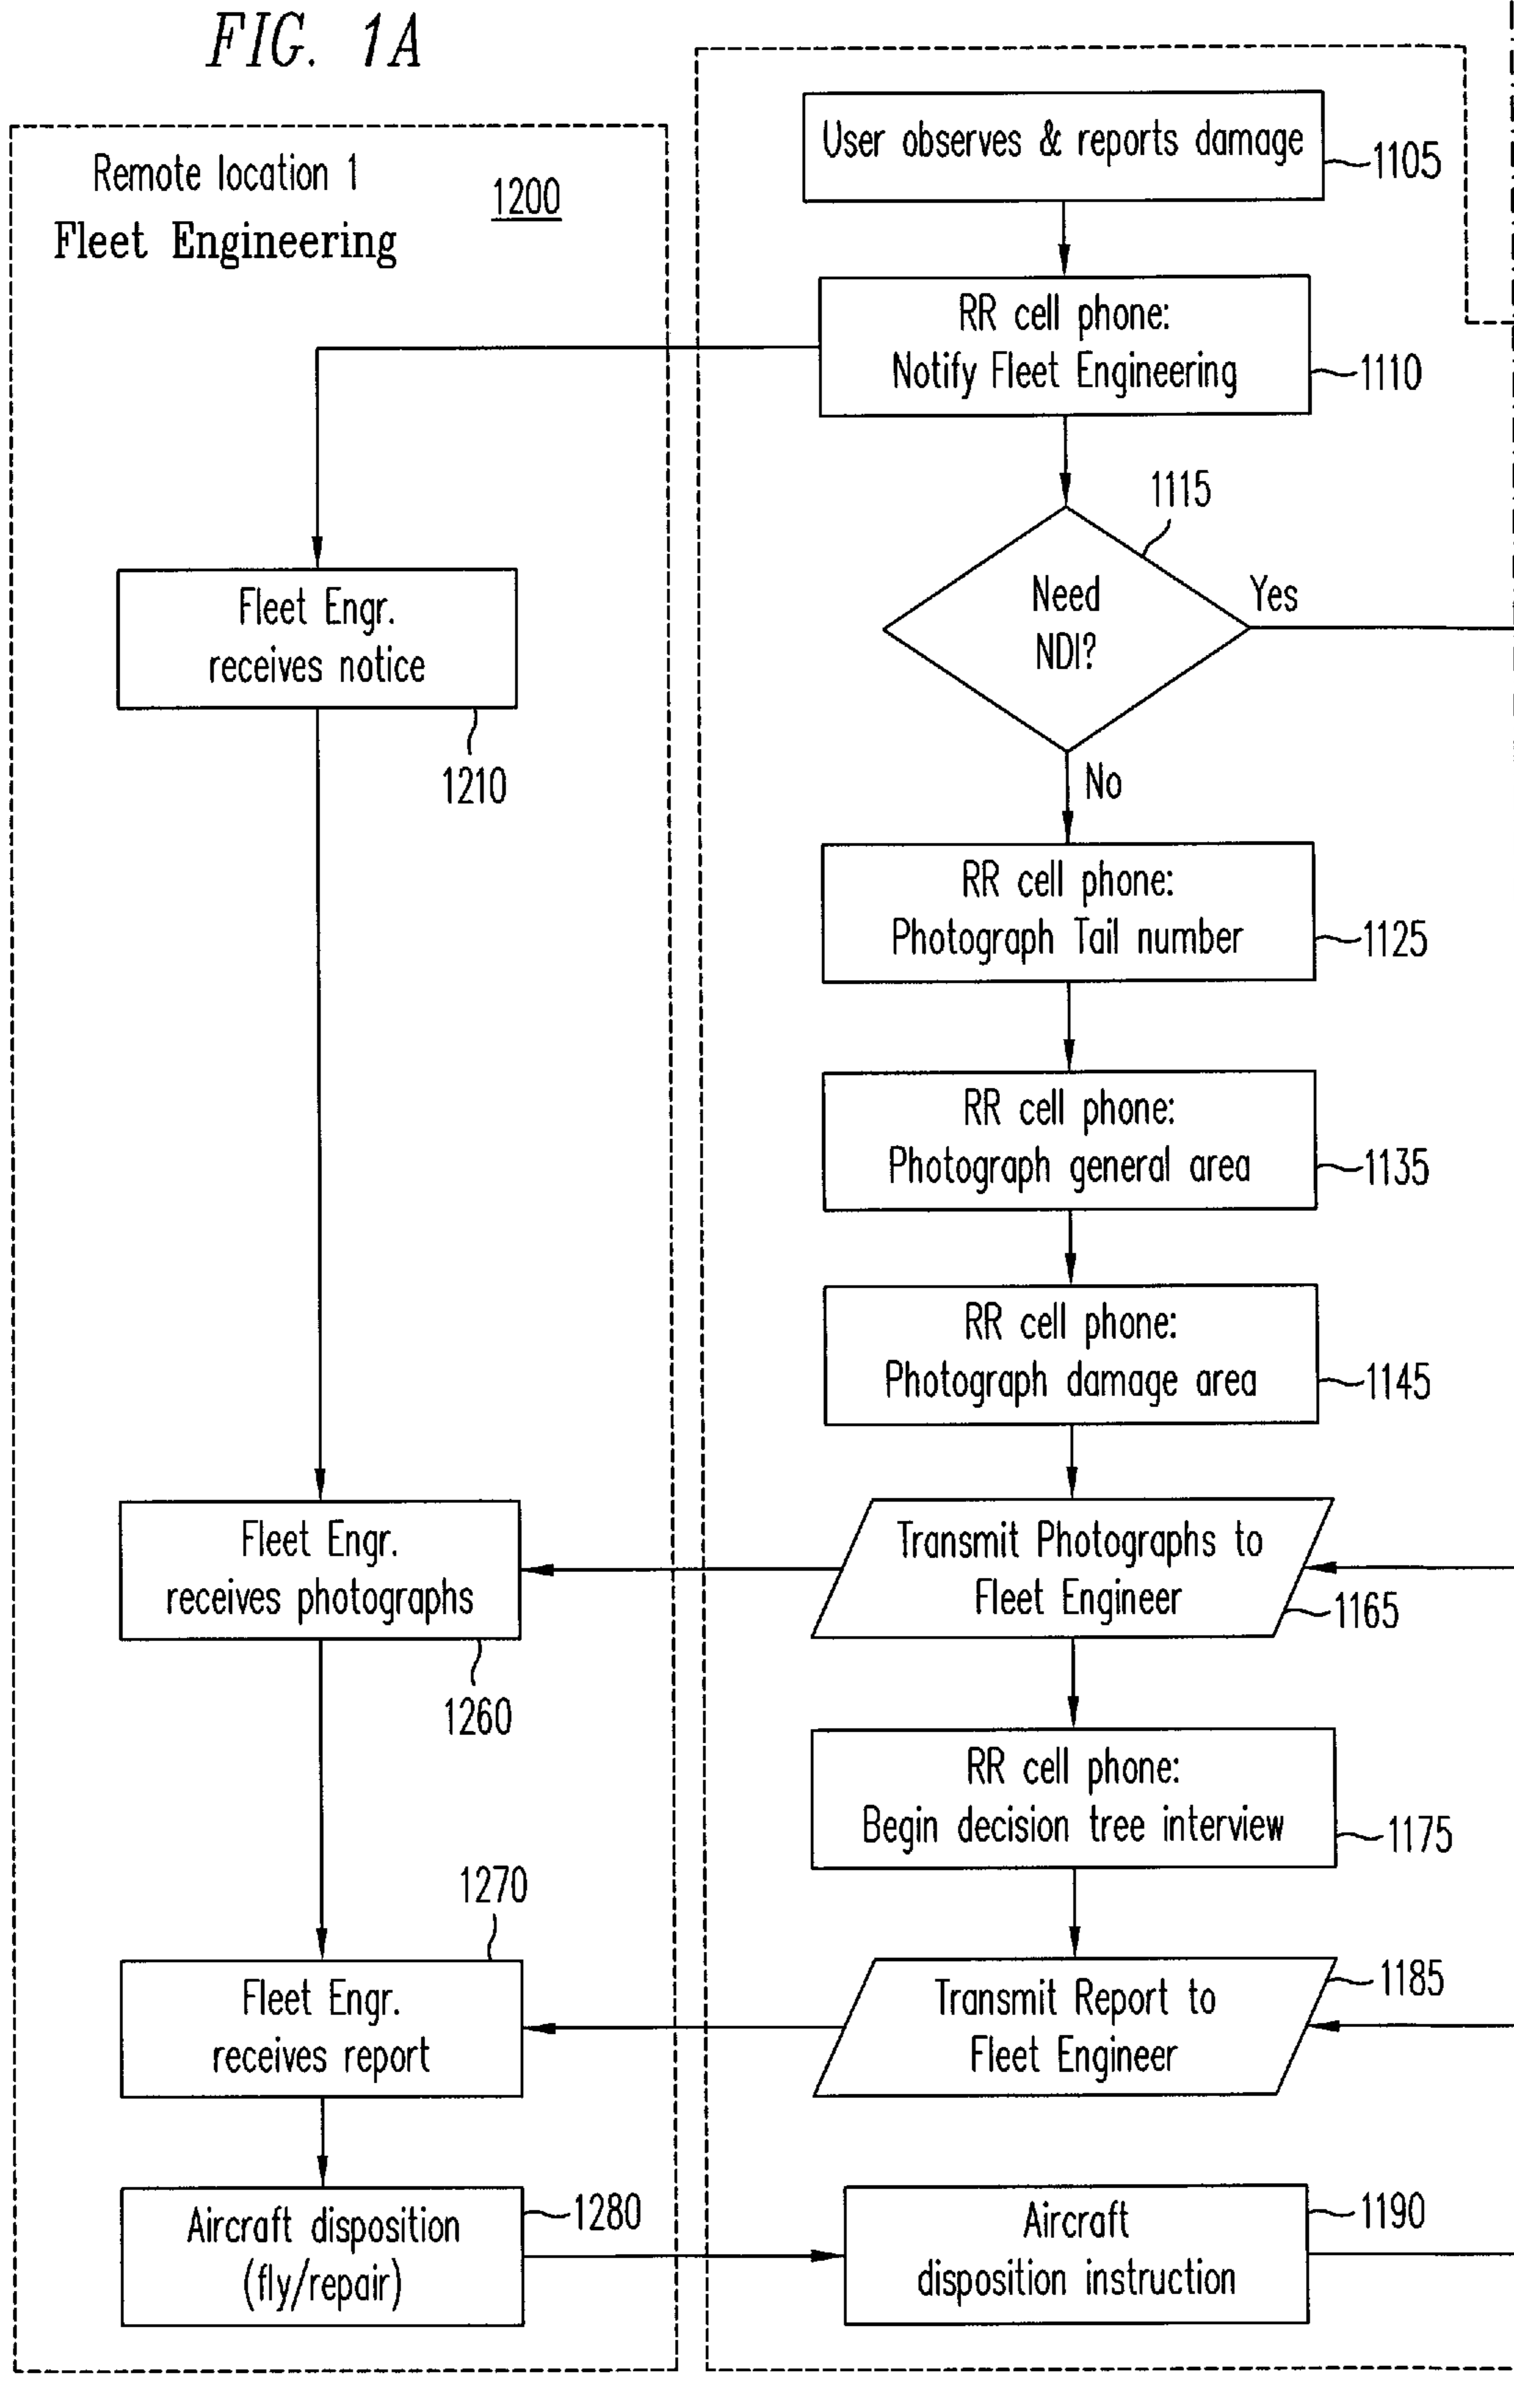 FIG. 1A
Remote location 1
1200
Fleet Engineering
User observes & reports damage
1105
RR cell phone:
Notify Fleet Engineering
1110
1115
Need
NDI?
Yes
No
Fleet Engr.
receives notice
1210
RR cell phone:
Photograph Tail number
1125
RR cell phone:
Photograph general area
1135
RR cell phone:
Photograph damage area
1145
Fleet Engr.
receives photographs
1260
Transmit Photographs to
Fleet Engineer
1165
RR cell phone:
Begin decision tree interview
1175
1270
Fleet Engr.
receives report
Transmit Report to
Fleet Engineer
1185
Aircraft disposition
(fly/repair)
1280
Aircraft
disposition instruction
1190